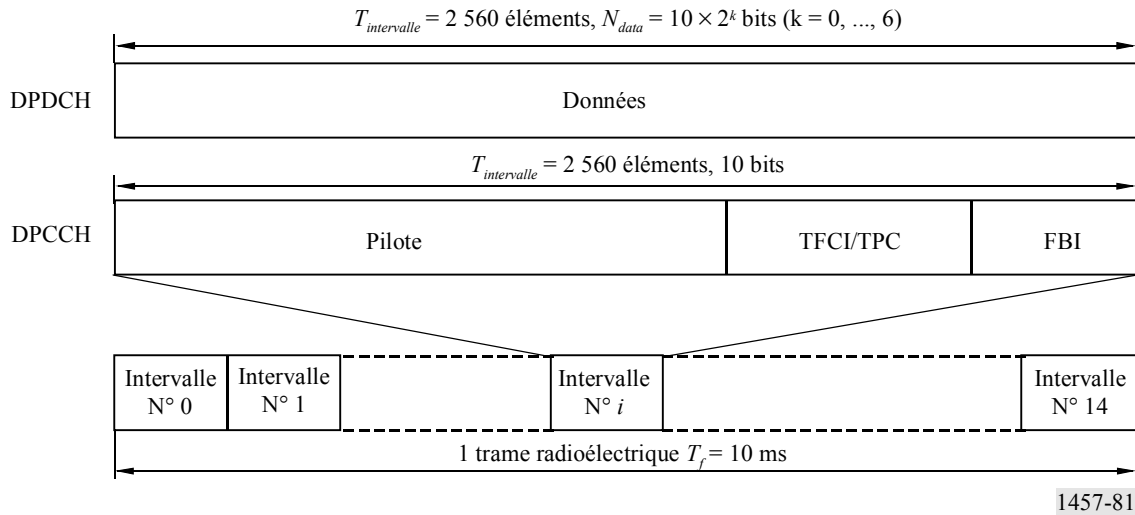 T_intervalle = 2 560 éléments, N_data = 10 × 2^k bits (k = 0, ..., 6)
DPDCH
Données
T_intervalle = 2 560 éléments, 10 bits
DPCCH
Pilote
TFCI/TPC
FBI
Intervalle
N° 0
Intervalle
N° 1
Intervalle
N° i
Intervalle
N° 14
1 trame radioélectrique T_f = 10 ms
1457-81